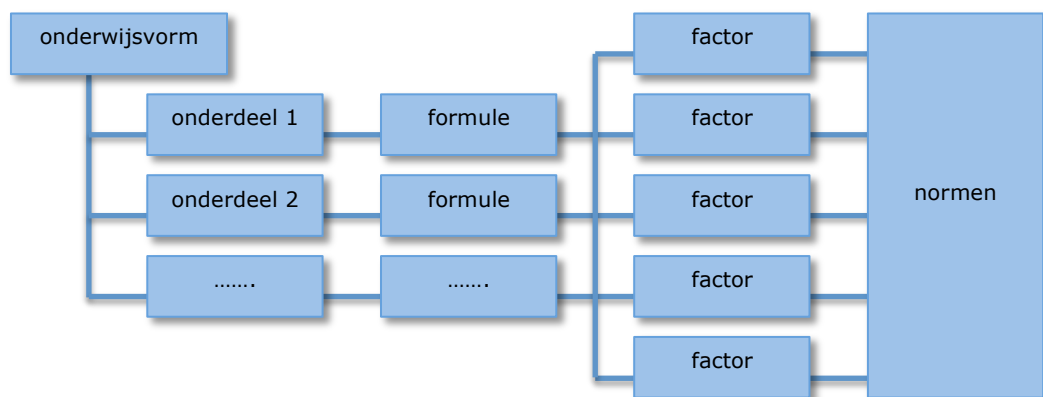 onderwijsvorm
factor
onderdeel 1
formule
factor
onderdeel 2
formule
factor
normen
.......
.......
factor
factor